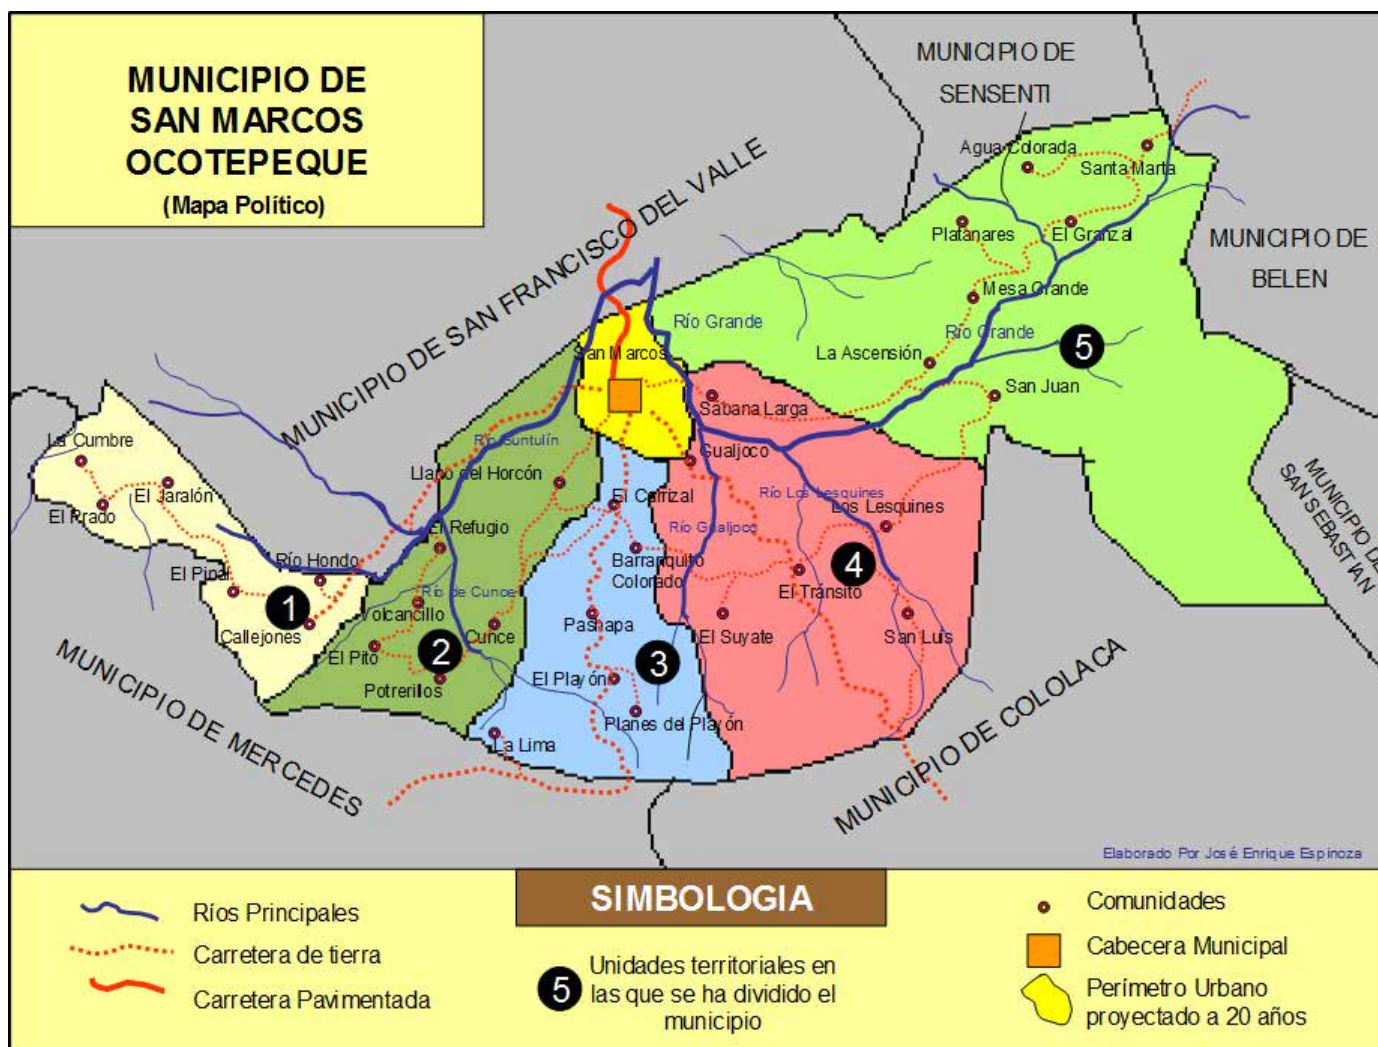 MUNICIPIO DE
SAN MARCOS
OCOTEPEQUE
(Mapa Político)
MUNICIPIO DE
SENSENTI
MUNICIPIO DE SAN FRANCISCO DEL VALLE
MUNICIPIO DE
BELEN
MUNICIPIO DE
SAN SEBASTIAN
MUNICIPIO DE COLOLACA
MUNICIPIO DE MERCEDES
Agua Colorada
Santa Marta
Platanares
El Granzal
Mesa Grande
Río Grande
Río Grande
La Ascensión
5
San Juan
San Marcos
Sabana Larga
Gualjoco
Río Guntulín
Llano del Horcón
La Cumbre
El Jaralón
El Prado
El Pinal
Río Hondo
1
Callejones
El Refugio
Río de Cunce
Volcancillo
Cunce
El Pito
2
Potrerillos
El Carrizal
Barranquito
Colorado
Pashapa
3
El Playón
Planes del Playón
La Lima
Río Gualjoco
Río Los Lesquines
Los Lesquines
4
El Tránsito
El Suyate
San Luis
Elaborado Por José Enrique Espinoza
SIMBOLOGIA
Ríos Principales
Carretera de tierra
Carretera Pavimentada
5
Unidades territoriales en
las que se ha dividido el
municipio
Comunidades
Cabecera Municipal
Perímetro Urbano
proyectado a 20 años